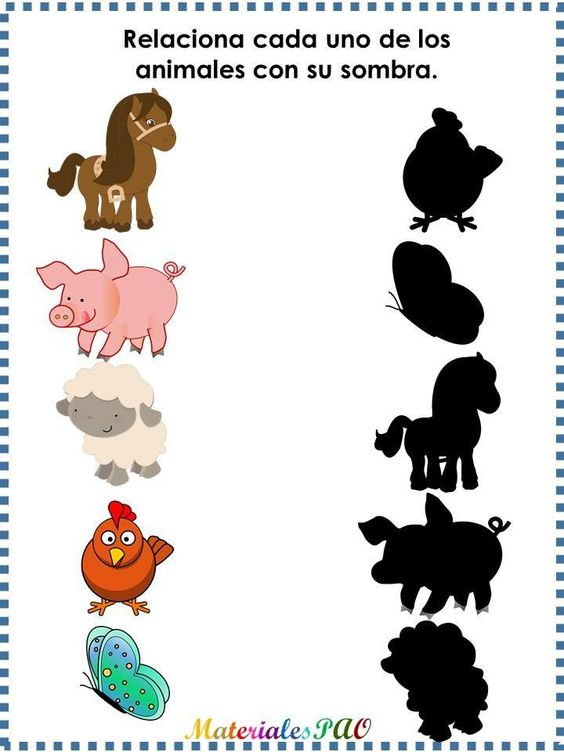 Relaciona cada uno de los
animales con su sombra.
MaterialesPAO